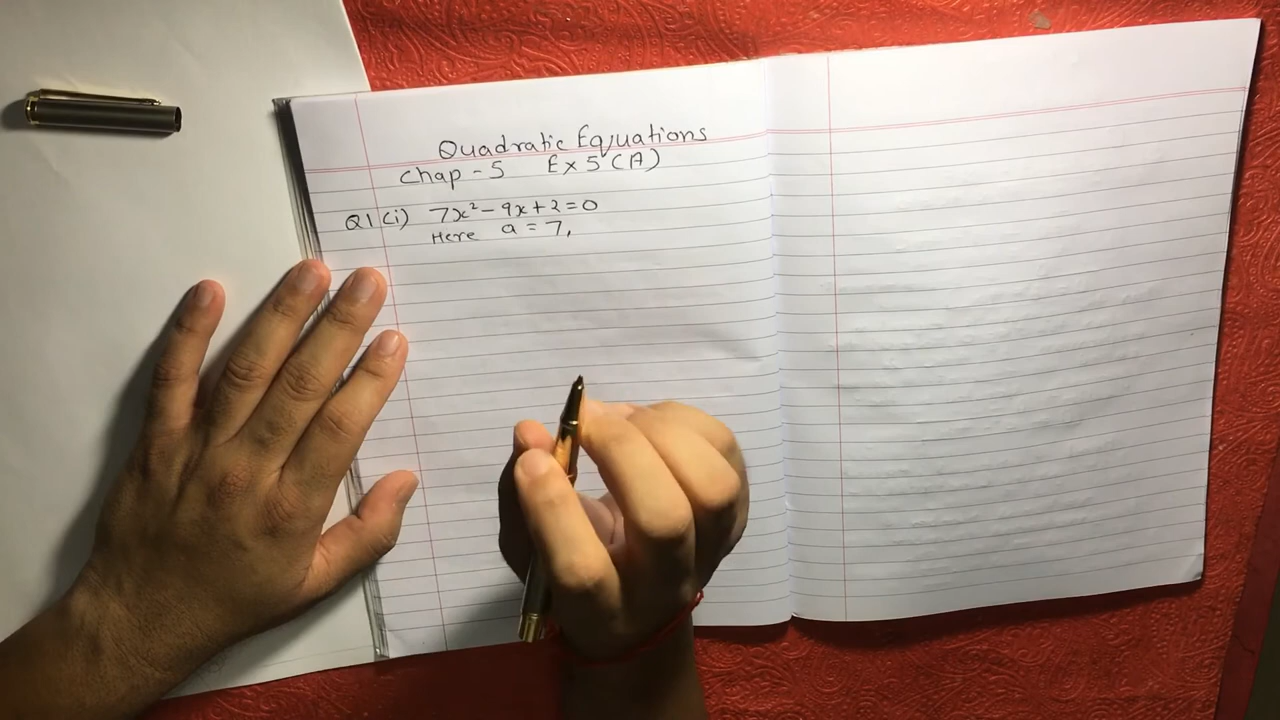 Quadratic Equations
Chap - 5 Ex 5 (A)
Q1 (i) 7x² - 9x + 2 = 0
Here a = 7,